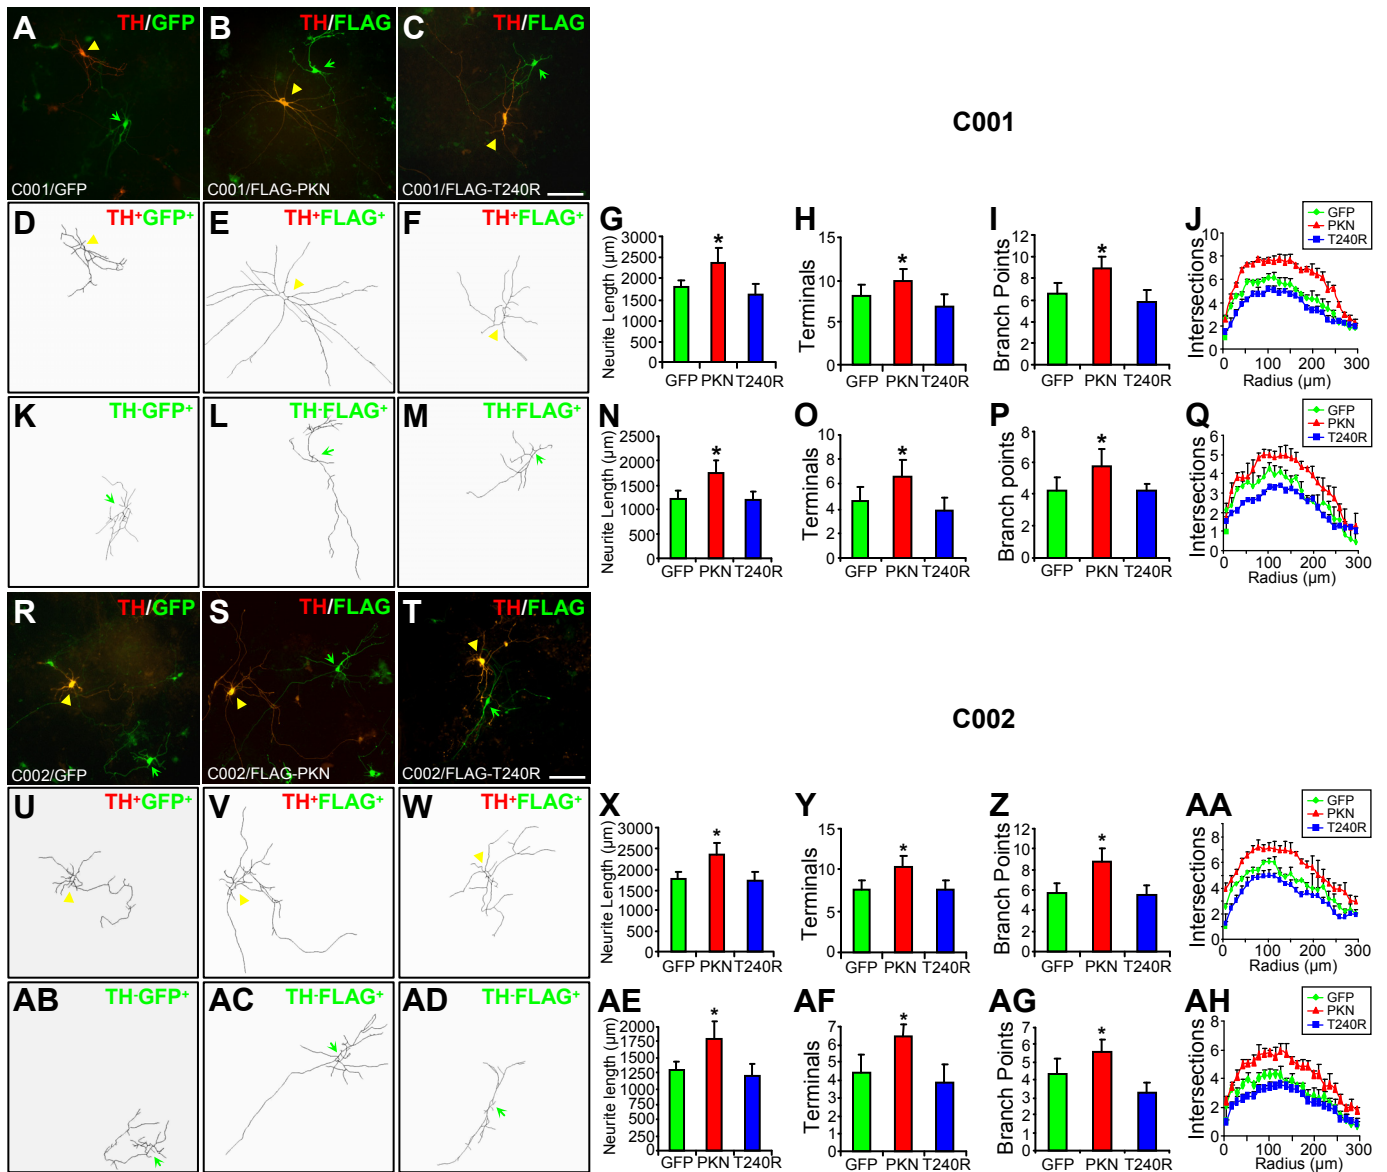 A TH/GFP B TH/FLAG C TH/FLAG
C001/GFP C001/FLAG-PKN C001/FLAG-T240R
C001
D TH+GFP+ E TH+FLAG+ F TH+FLAG+
G
Neurite Length (µm)
3000
2500
2000
1500
1000
500
0
*
GFP PKN T240R
H
Terminals
15
10
5
0
*
GFP PKN T240R
I
Branch Points
12
10
8
6
4
2
0
*
GFP PKN T240R
J
GFP
PKN
T240R
Intersections
10
8
6
4
2
0
0 100 200 300
Radius (µm)
K TH-GFP+ L TH-FLAG+ M TH-FLAG+
N
Neurite Length (µm)
2500
2000
1500
1000
500
0
*
GFP PKN T240R
O
Terminals
10
8
6
4
2
0
*
GFP PKN T240R
P
Branch points
8
6
4
2
0
*
GFP PKN T240R
Q
GFP
PKN
T240R
Intersections
6
5
4
3
2
1
0
0 100 200 300
Radius (µm)
R TH/GFP S TH/FLAG T TH/FLAG
C002/GFP C002/FLAG-PKN C002/FLAG-T240R
C002
U TH+GFP+ V TH+FLAG+ W TH+FLAG+
X
Neurite Length (µm)
3000
2500
2000
1500
1000
500
0
*
GFP PKN T240R
Y
Terminals
15
10
5
0
*
GFP PKN T240R
Z
Branch Points
12
10
8
6
4
2
0
*
GFP PKN T240R
AA
GFP
PKN
T240R
Intersections
8
6
4
2
0
0 100 200 300
Radius (µm)
AB TH-GFP+ AC TH-FLAG+ AD TH-FLAG+
AE
Neurite length (µm)
2000
1750
1500
1250
1000
750
500
250
0
*
GFP PKN T240R
AF
Terminals
7
6
5
4
3
2
1
0
*
GFP PKN T240R
AG
Branch Points
7
6
5
4
3
2
1
0
*
GFP PKN T240R
AH
GFP
PKN
T240R
Intersections
8
6
4
2
0
0 100 200 300
Radius (µm)